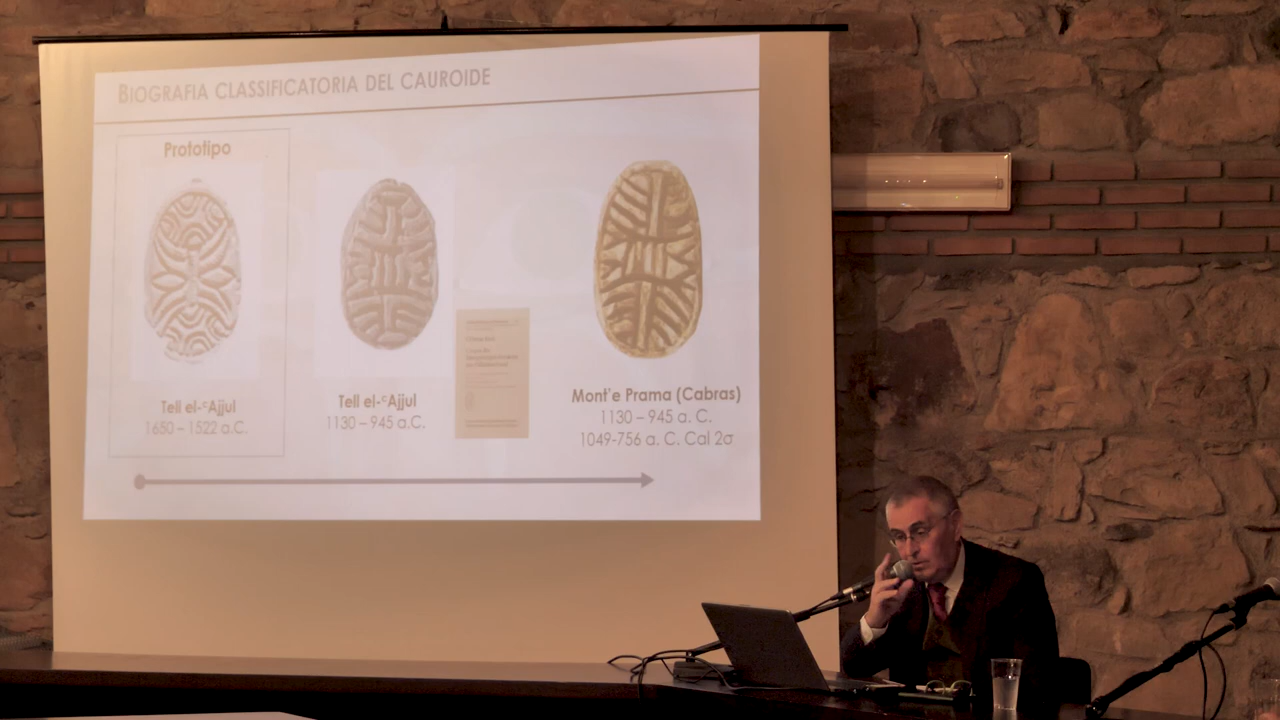 BIOGRAFIA CLASSIFICATORIA DEL CAUROIDE
Prototipo
Tell el-ᶜAjjul
1650 – 1522 a.C.
Tell el-ᶜAjjul
1130 – 945 a.C.
Mont'e Prama (Cabras)
1130 – 945 a. C.
1049-756 a. C. Cal 2σ